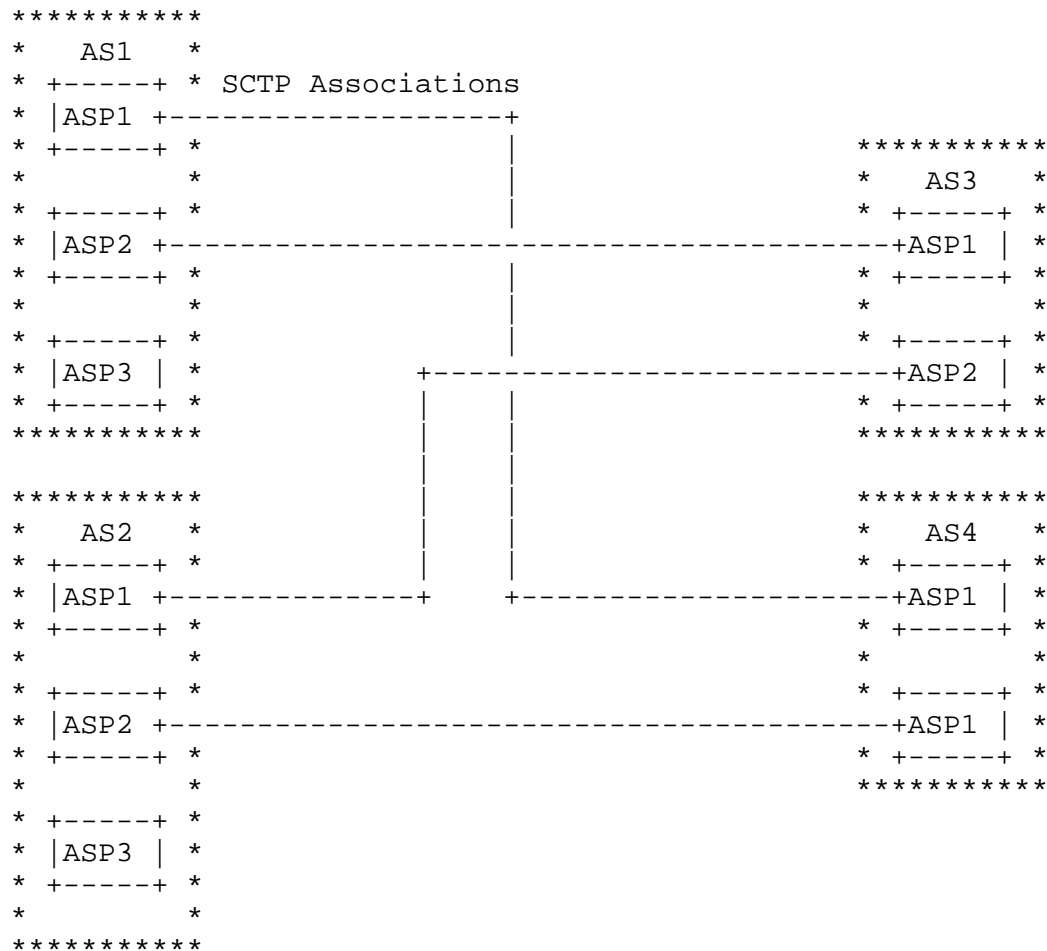 AS1
SCTP Associations
ASP1
AS3
ASP2 ASP1
ASP3 ASP2
AS2 AS4
ASP1 ASP1
ASP2 ASP1
ASP3